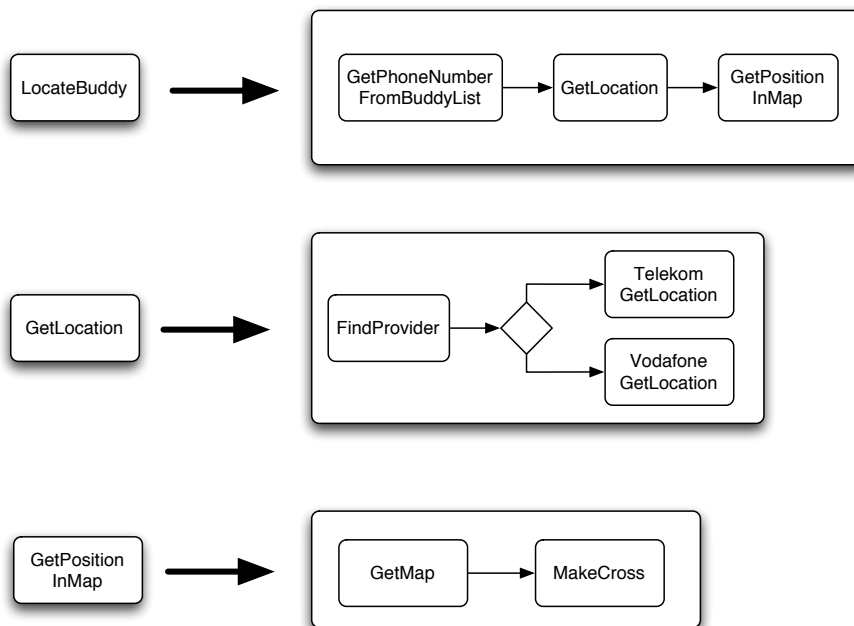 LocateBuddy
GetPhoneNumber
FromBuddyList
GetLocation
GetPosition
InMap
GetLocation
FindProvider
Telekom
GetLocation
Vodafone
GetLocation
GetPosition
InMap
GetMap
MakeCross